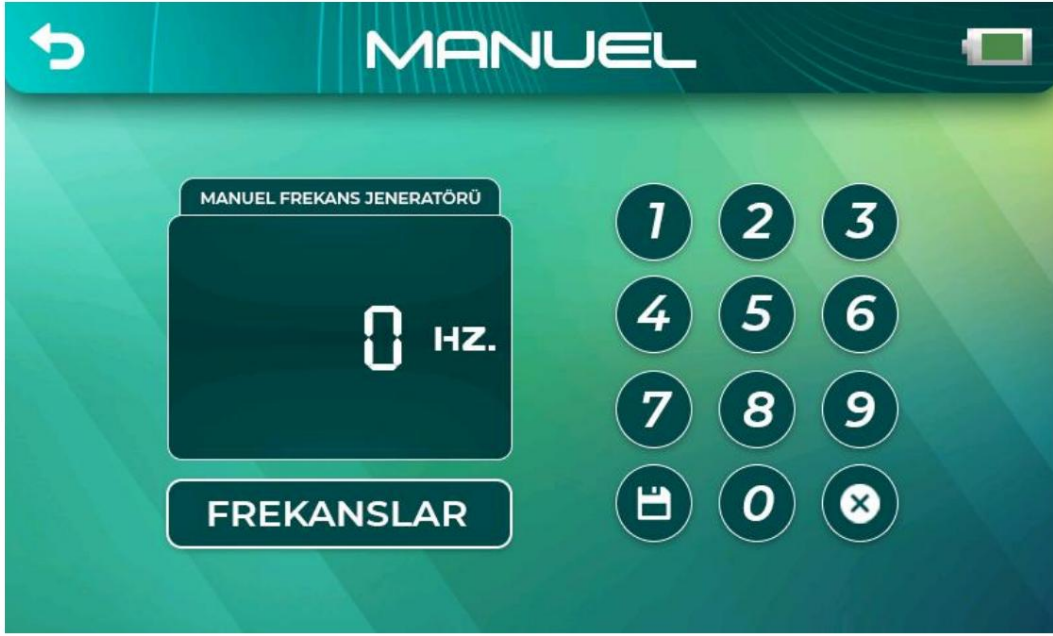 MANUEL
MANUEL FREKANS JENERATÖRÜ
0 HZ.
FREKANSLAR
1 2 3
4 5 6
7 8 9
0